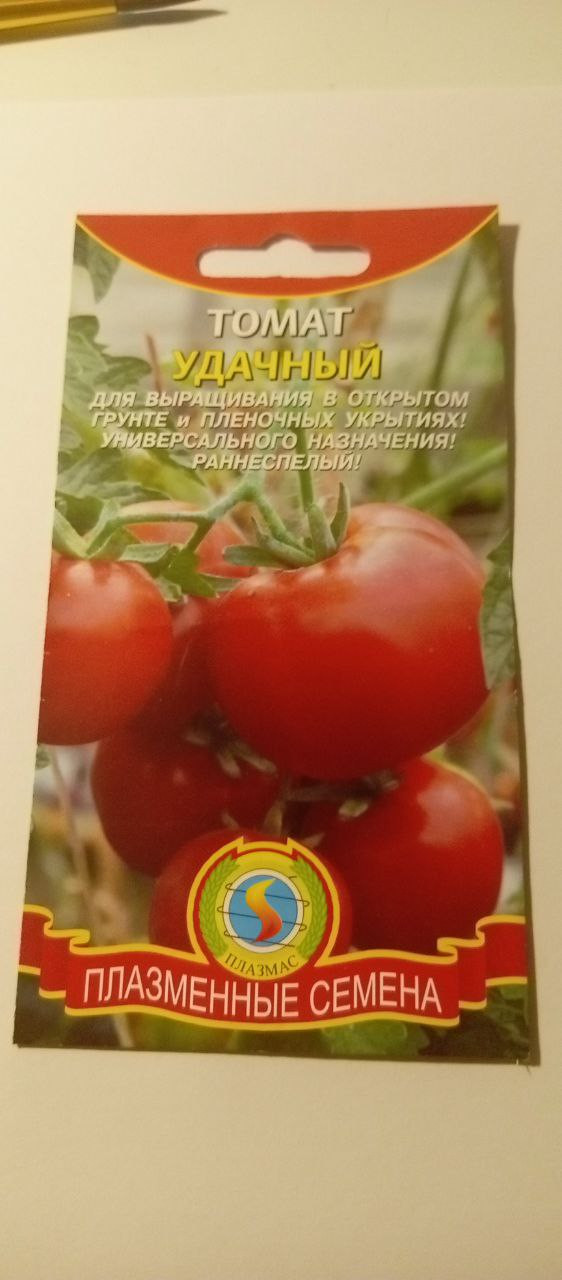 ТОМАТ
УДАЧНЫЙ
ДЛЯ ВЫРАЩИВАНИЯ В ОТКРЫТОМ
ГРУНТЕ и ПЛЕНОЧНЫХ УКРЫТИЯХ!
УНИВЕРСАЛЬНОГО НАЗНАЧЕНИЯ!
РАННЕСПЕЛЫЙ!
ПЛАЗМАС
ПЛАЗМЕННЫЕ СЕМЕНА